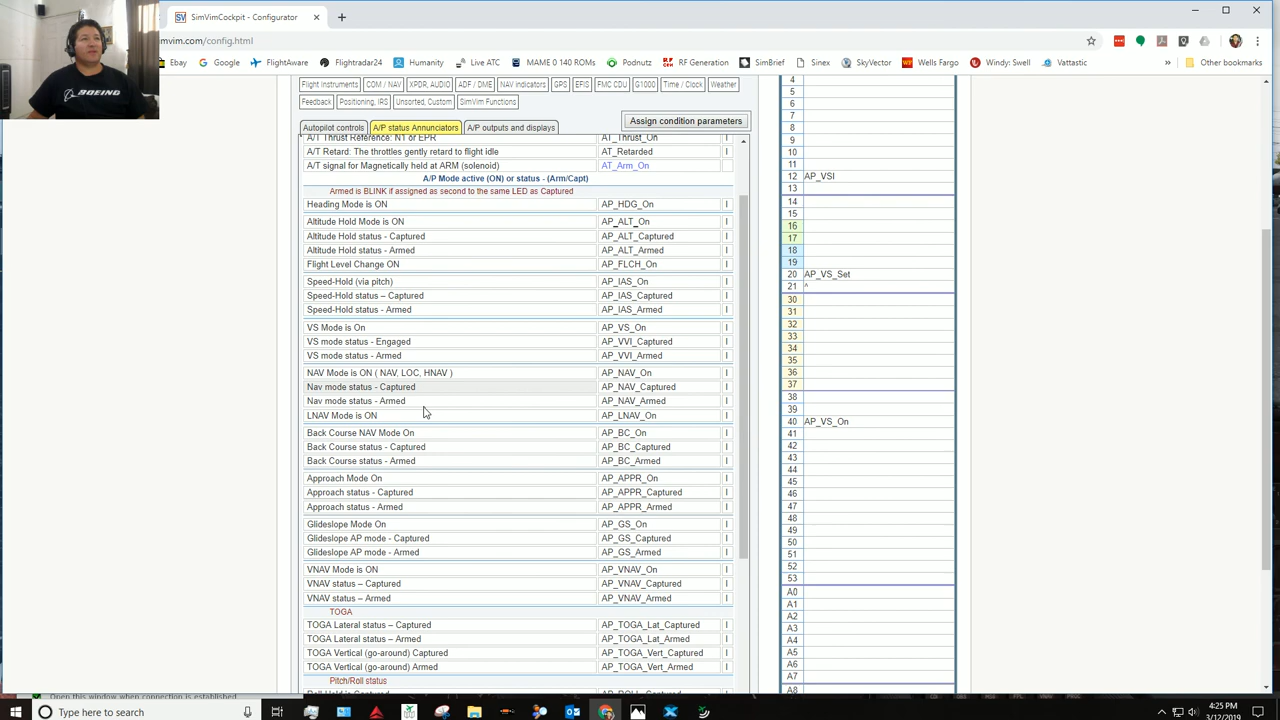 SimVimCockpit - Configurator
vim.com/config.html
Ebay
Google
FlightAware
Flightradar24
Humanity
Live ATC
MAME 0 140 ROMs
Podnutz
RF Generation
SimBrief
Sinex
SkyVector
Wells Fargo
Windy: Swell
Vattastic
Other bookmarks
BOEING
Flight Instruments
COM / NAV
XPDR, AUDIO
ADF / DME
NAV indicators
GPS
EFIS
FMC CDU
G1000
Time / Clock
Weather
Feedback
Positioning, IRS
Unsorted, Custom
SimVim Functions
Assign condition parameters
Autopilot controls
A/P status Annunciators
A/P outputs and displays
A/T Thrust Reference: N1 or EPR AT_Thrust_On
A/T Retard: The throttles gently retard to flight idle AT_Retarded
A/T signal for Magnetically held at ARM (solenoid) AT_Arm_On
A/P Mode active (ON) or status - (Arm/Capt)
Armed is BLINK if assigned as second to the same LED as Captured
Heading Mode is ON AP_HDG_On
Altitude Hold Mode is ON AP_ALT_On
Altitude Hold status - Captured AP_ALT_Captured
Altitude Hold status - Armed AP_ALT_Armed
Flight Level Change ON AP_FLCH_On
Speed-Hold (via pitch) AP_IAS_On
Speed-Hold status – Captured AP_IAS_Captured
Speed-Hold status - Armed AP_IAS_Armed
VS Mode is On AP_VS_On
VS mode status - Engaged AP_VVI_Captured
VS mode status - Armed AP_VVI_Armed
NAV Mode is ON ( NAV, LOC, HNAV ) AP_NAV_On
Nav mode status - Captured AP_NAV_Captured
Nav mode status - Armed AP_NAV_Armed
LNAV Mode is ON AP_LNAV_On
Back Course NAV Mode On AP_BC_On
Back Course status - Captured AP_BC_Captured
Back Course status - Armed AP_BC_Armed
Approach Mode On AP_APPR_On
Approach status - Captured AP_APPR_Captured
Approach status - Armed AP_APPR_Armed
Glideslope Mode On AP_GS_On
Glideslope AP mode - Captured AP_GS_Captured
Glideslope AP mode - Armed AP_GS_Armed
VNAV Mode is ON AP_VNAV_On
VNAV status – Captured AP_VNAV_Captured
VNAV status – Armed AP_VNAV_Armed
TOGA
TOGA Lateral status – Captured AP_TOGA_Lat_Captured
TOGA Lateral status – Armed AP_TOGA_Lat_Armed
TOGA Vertical (go-around) Captured AP_TOGA_Vert_Captured
TOGA Vertical (go-around) Armed AP_TOGA_Vert_Armed
Pitch/Roll status
4
5
6
7
8
9
10
11
12 AP_VSI
13
14
15
16
17
18
19
20 AP_VS_Set
21 ^
30
31
32
33
34
35
36
37
38
39
40 AP_VS_On
41
42
43
44
45
46
47
48
49
50
51
52
53
A0
A1
A2
A3
A4
A5
A6
A7
A8
Open this window when connection is established
Type here to search
4:25 PM
3/12/2019